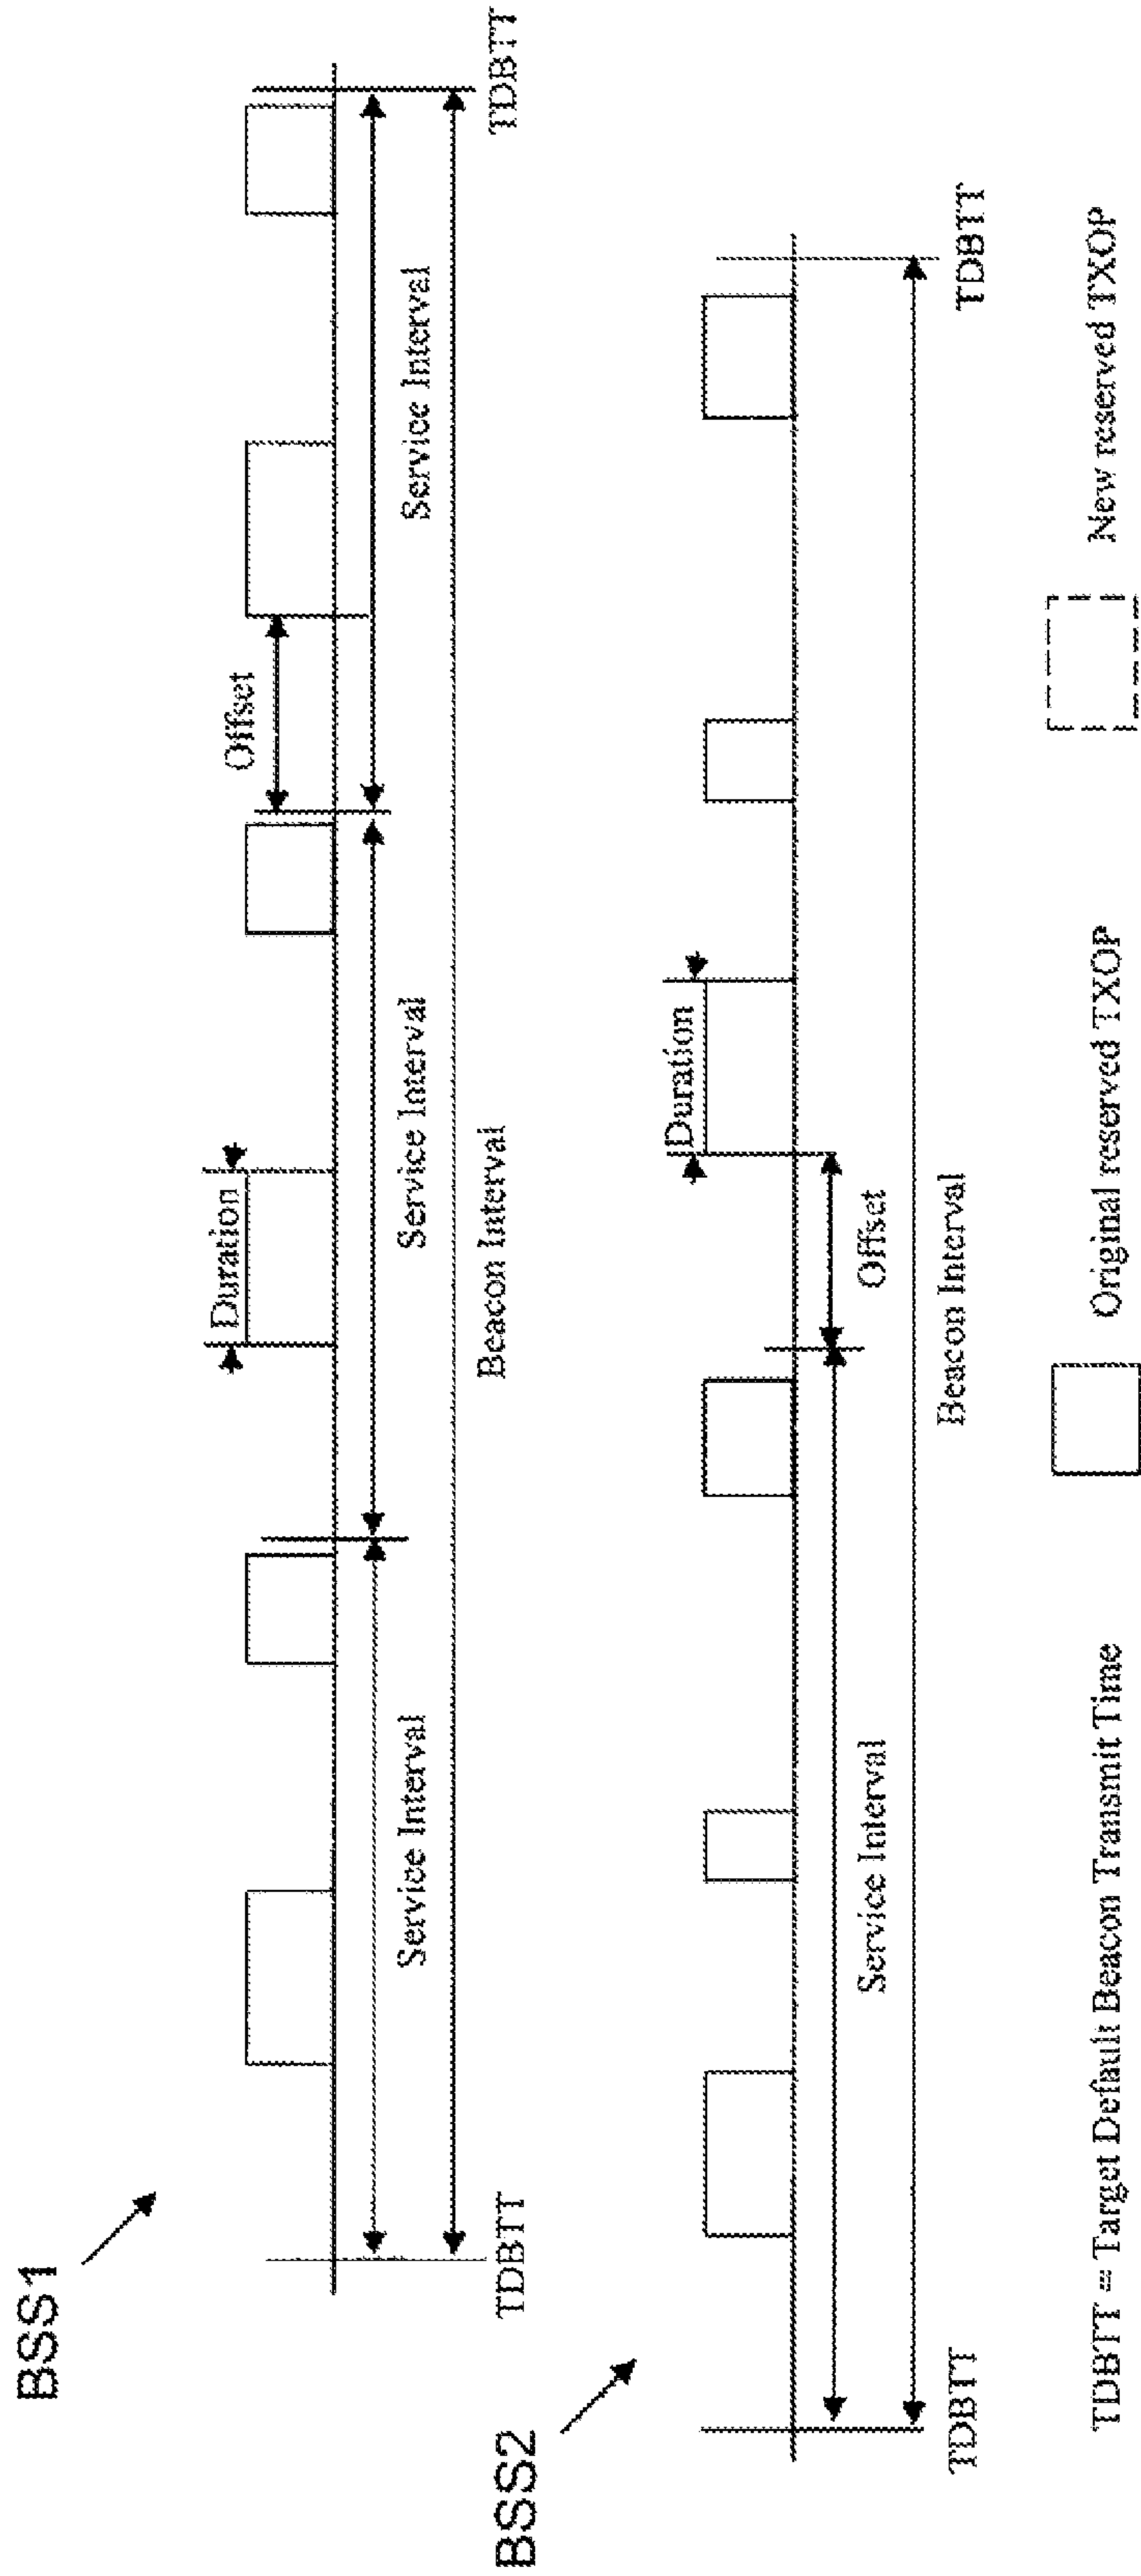 BSS1
Offset
Duration
Service Interval
Service Interval
Service Interval
Beacon Interval
TDBTT
TDBTT
BSS2
Duration
Offset
Service Interval
Beacon Interval
TDBTT
TDBTT
TDBTT = Target Default Beacon Transmit Time
Original reserved TXOP
New reserved TXOP